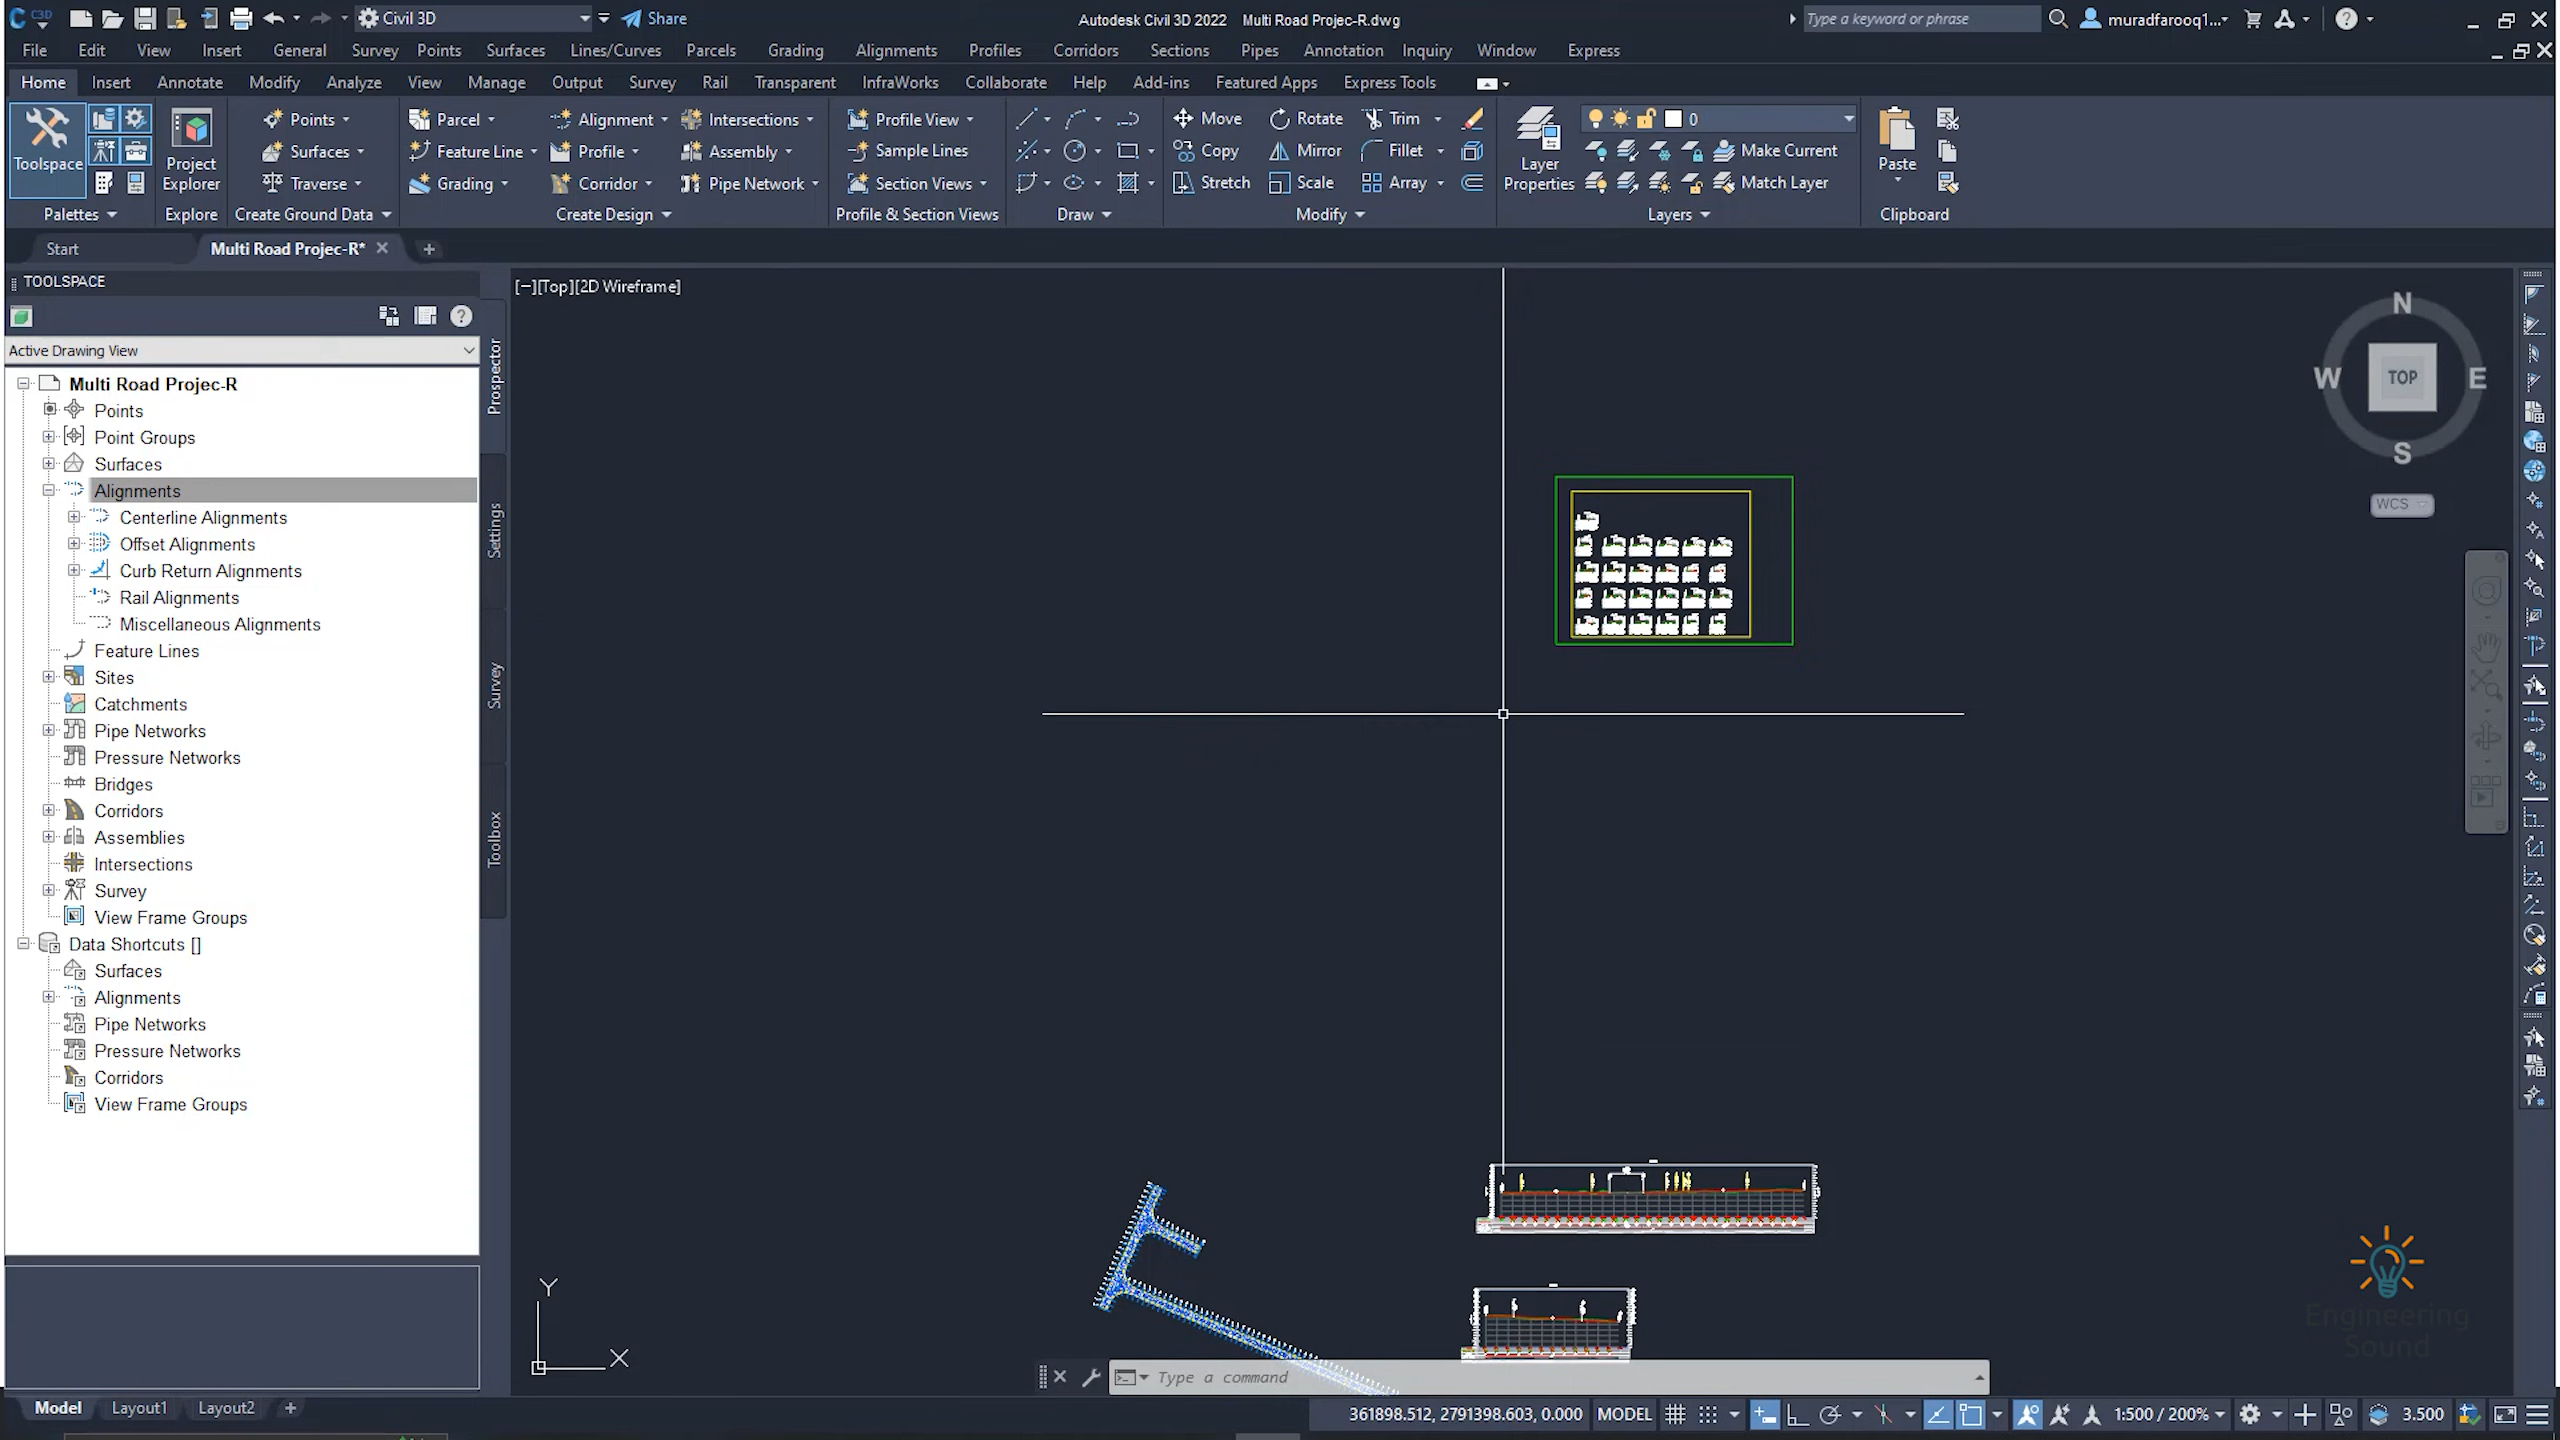 C3D Civil 3D Share Autodesk Civil 3D 2022 Multi Road Projec-R.dwg Type a keyword or phrase muradfarooq1...
File Edit View Insert General Survey Points Surfaces Lines/Curves Parcels Grading Alignments Profiles Corridors Sections Pipes Annotation Inquiry Window Express
Home Insert Annotate Modify Analyze View Manage Output Survey Rail Transparent InfraWorks Collaborate Help Add-ins Featured Apps Express Tools
Points Parcel Alignment Intersections Profile View Move Rotate Trim 0
Toolspace Project Explorer Surfaces Feature Line Profile Assembly Sample Lines Copy Mirror Fillet Layer Properties Make Current Paste
Traverse Grading Corridor Pipe Network Section Views Stretch Scale Array Match Layer
Palettes Explore Create Ground Data Create Design Profile & Section Views Draw Modify Layers Clipboard
Start Multi Road Projec-R*
TOOLSPACE
[−][Top][2D Wireframe]
Active Drawing View
Multi Road Projec-R
Points
Point Groups
Surfaces
Alignments
Centerline Alignments
Offset Alignments
Curb Return Alignments
Rail Alignments
Miscellaneous Alignments
Feature Lines
Sites
Catchments
Pipe Networks
Pressure Networks
Bridges
Corridors
Assemblies
Intersections
Survey
View Frame Groups
Data Shortcuts []
Surfaces
Alignments
Pipe Networks
Pressure Networks
Corridors
View Frame Groups
Prospector
Settings
Survey
Toolbox
N
W TOP E
S
WCS
Y
X
Engineering
Sound
Type a command
Model Layout1 Layout2
361898.512, 2791398.603, 0.000 MODEL 1:500 / 200% 3.500